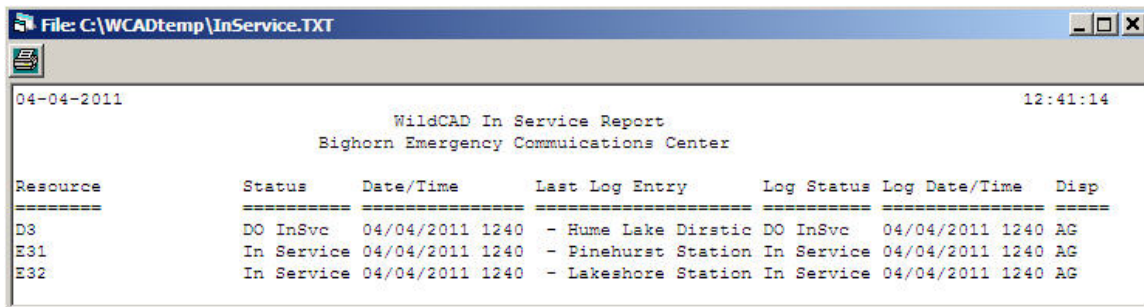 File: C:\WCADtemp\InService.TXT
04-04-2011 12:41:14
WildCAD In Service Report
Bighorn Emergency Commuications Center
Resource Status Date/Time Last Log Entry Log Status Log Date/Time Disp
======== ========== =============== ==================== ========== =============== =====
D3 DO InSvc 04/04/2011 1240 - Hume Lake Dirstic DO InSvc 04/04/2011 1240 AG
E31 In Service 04/04/2011 1240 - Pinehurst Station In Service 04/04/2011 1240 AG
E32 In Service 04/04/2011 1240 - Lakeshore Station In Service 04/04/2011 1240 AG